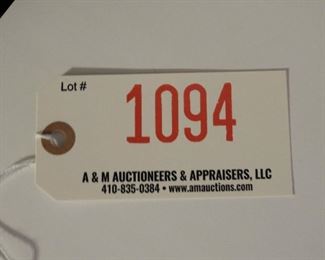 Lot #
1094
A & M AUCTIONEERS & APPRAISERS, LLC
410-835-0384 • www.amauctions.com